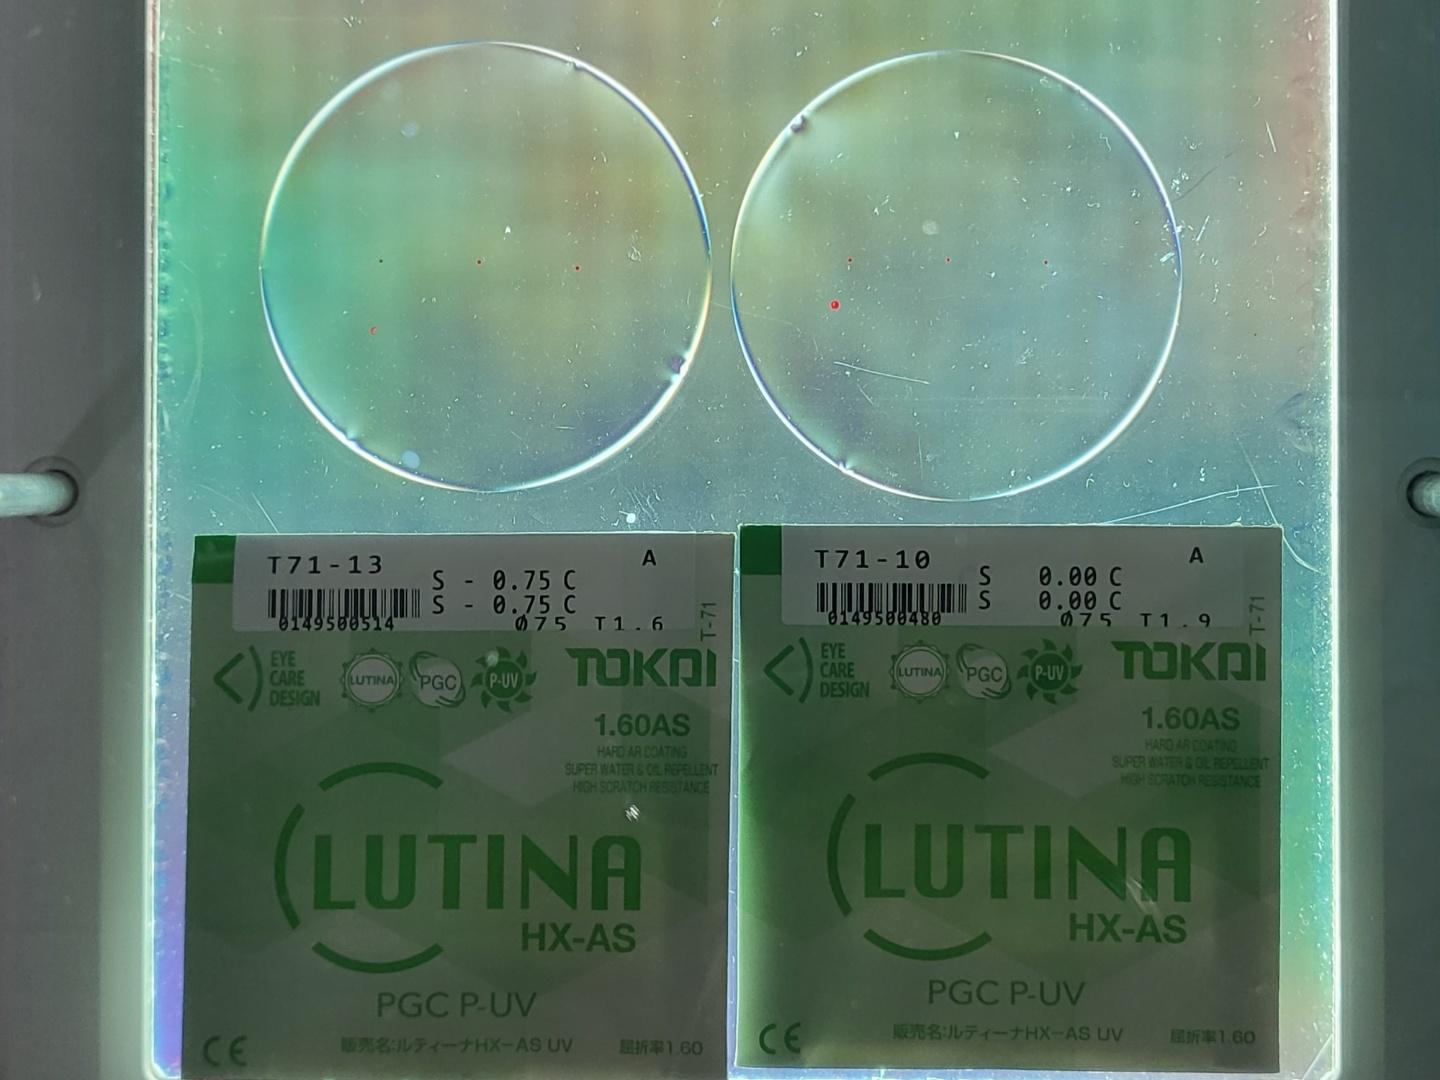 T71-13
A
S - 0.75 C
S - 0.75 C
0149500514
Ø75 T1.6
T-71
EYE
CARE
DESIGN
LUTINA
PGC
P-UV
TOKAI
1.60AS
HARD AR COATING
SUPER WATER & OIL REPELLENT
HIGH SCRATCH RESISTANCE
LUTINA
HX-AS
PGC P-UV
CE 販売名:ルティーナHX-AS UV 屈折率1.60
T71-10
A
S 0.00 C
S 0.00 C
0149500480
Ø75 T1.9
T-71
EYE
CARE
DESIGN
LUTINA
PGC
P-UV
TOKAI
1.60AS
HARD AR COATING
SUPER WATER & OIL REPELLENT
HIGH SCRATCH RESISTANCE
LUTINA
HX-AS
PGC P-UV
CE 販売名:ルティーナHX-AS UV 屈折率1.60